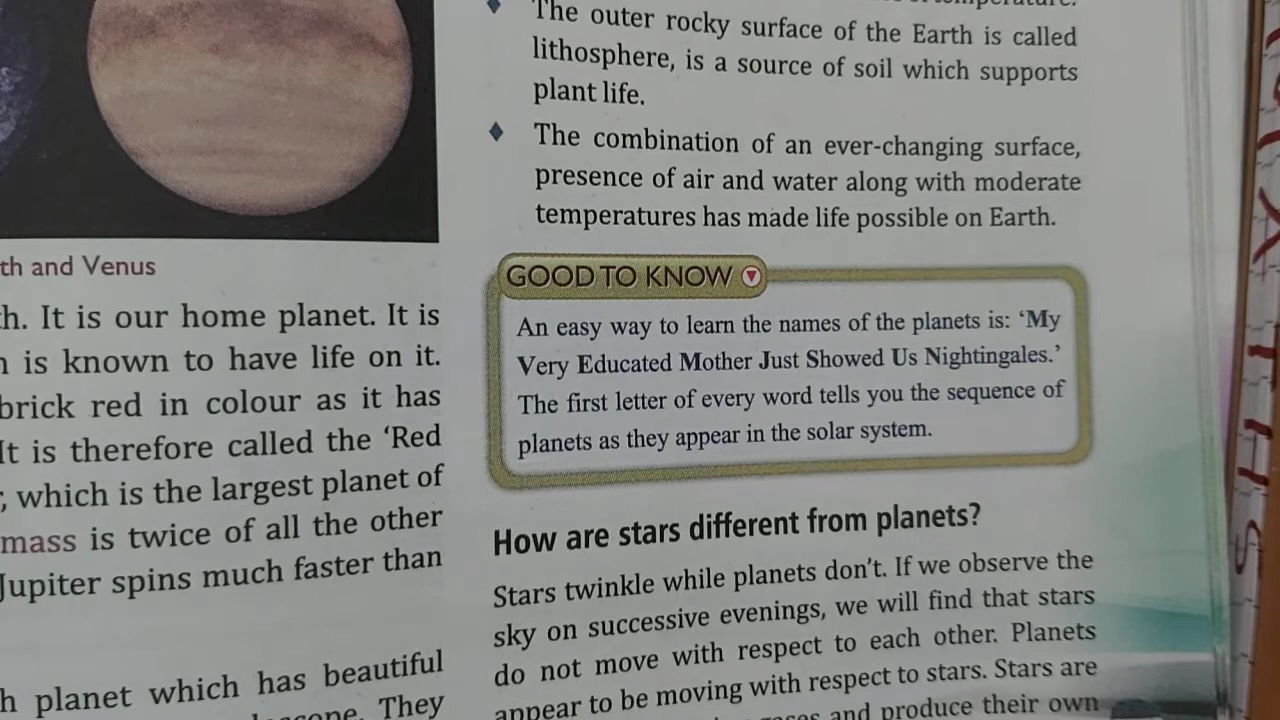 th and Venus
h. It is our home planet. It is
is known to have life on it.
brick red in colour as it has
It is therefore called the ‘Red
, which is the largest planet of
mass is twice of all the other
Jupiter spins much faster than
h planet which has beautiful
They
The outer rocky surface of the Earth is called
lithosphere, is a source of soil which supports
plant life.
The combination of an ever-changing surface,
presence of air and water along with moderate
temperatures has made life possible on Earth.
GOOD TO KNOW
An easy way to learn the names of the planets is: ‘My
Very Educated Mother Just Showed Us Nightingales.’
The first letter of every word tells you the sequence of
planets as they appear in the solar system.
How are stars different from planets?
Stars twinkle while planets don’t. If we observe the
sky on successive evenings, we will find that stars
do not move with respect to each other. Planets
appear to be moving with respect to stars. Stars are
and produce their own